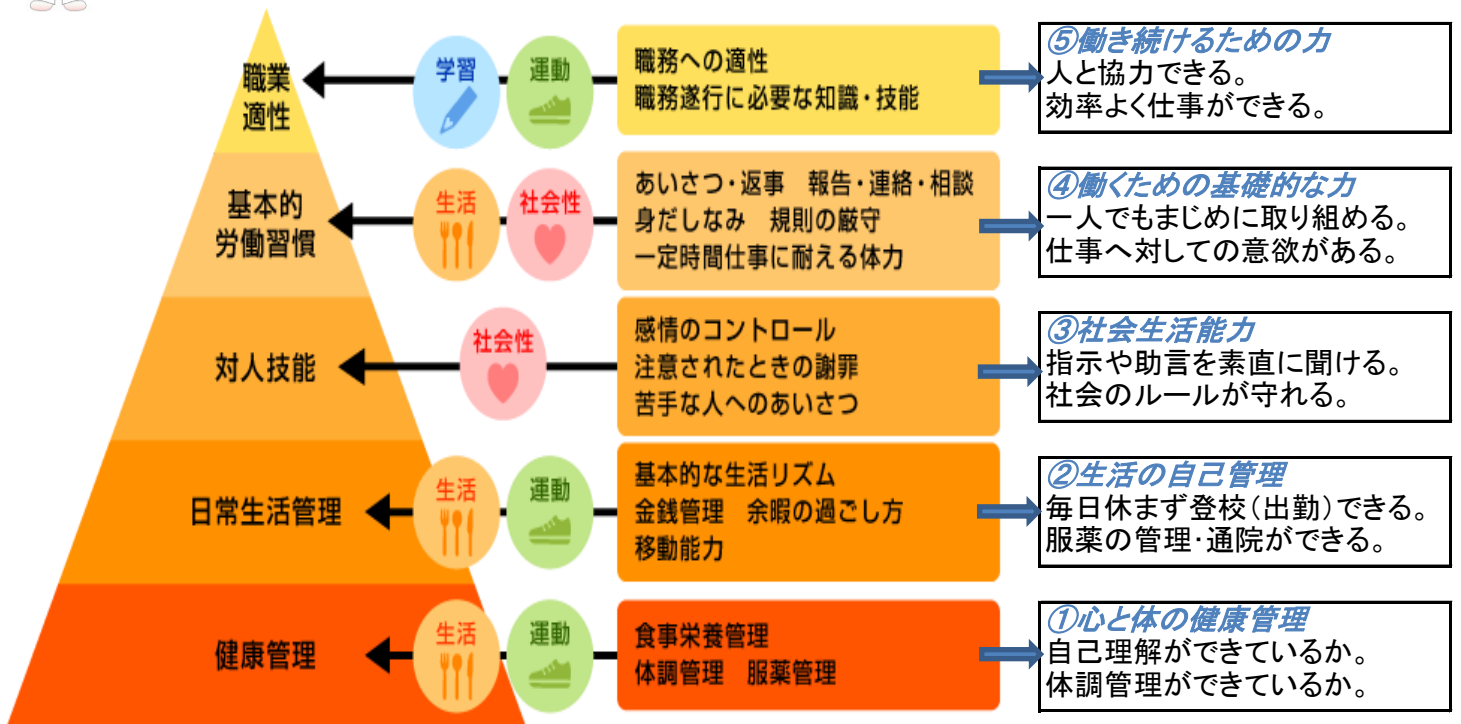 職業
適性
学習
運動
職務への適性
職務遂行に必要な知識・技能
⑤働き続けるための力
人と協力できる。
効率よく仕事ができる。
基本的
労働習慣
生活
社会性
あいさつ・返事　報告・連絡・相談
身だしなみ　規則の厳守
一定時間仕事に耐える体力
④働くための基礎的な力
一人でもまじめに取り組める。
仕事へ対しての意欲がある。
対人技能
社会性
感情のコントロール
注意されたときの謝罪
苦手な人へのあいさつ
③社会生活能力
指示や助言を素直に聞ける。
社会のルールが守れる。
日常生活管理
生活
運動
基本的な生活リズム
金銭管理　余暇の過ごし方
移動能力
②生活の自己管理
毎日休まず登校（出勤）できる。
服薬の管理・通院ができる。
健康管理
生活
運動
食事栄養管理
体調管理　服薬管理
①心と体の健康管理
自己理解ができているか。
体調管理ができているか。